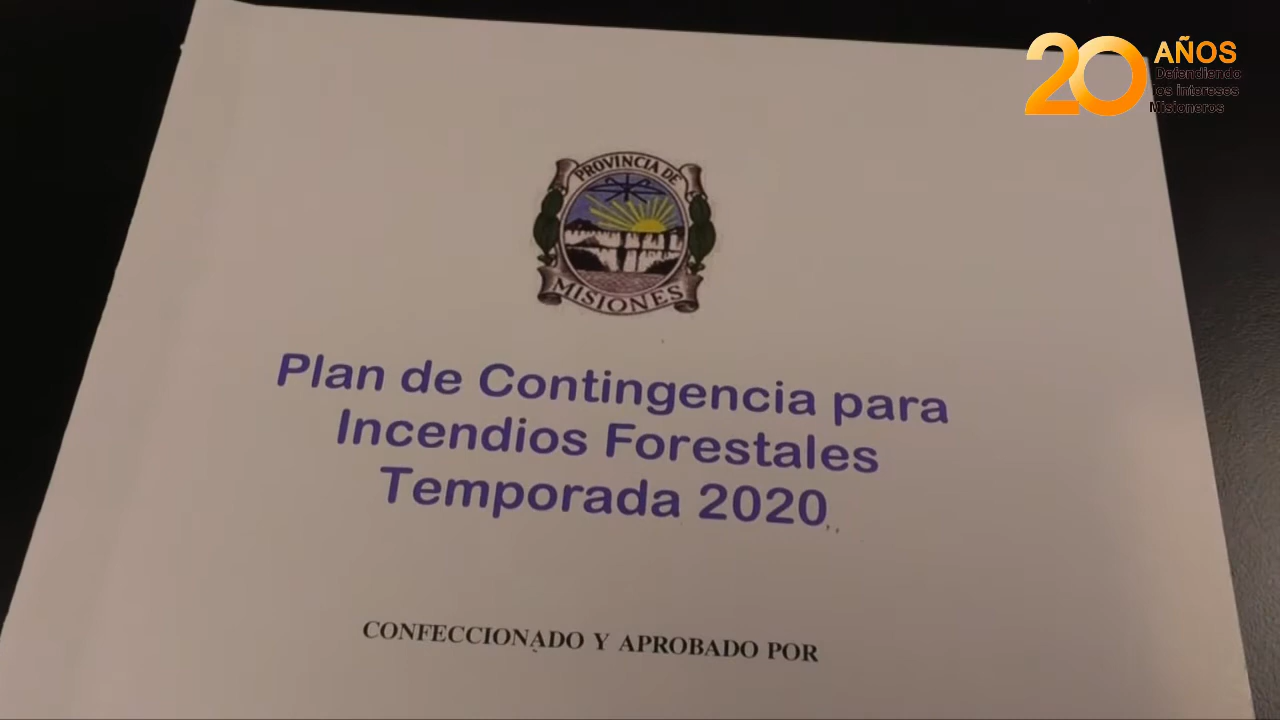 20 AÑOS
Defendiendo
los intereses
Misioneros
PROVINCIA DE
MISIONES
Plan de Contingencia para
Incendios Forestales
Temporada 2020
CONFECCIONADO Y APROBADO POR